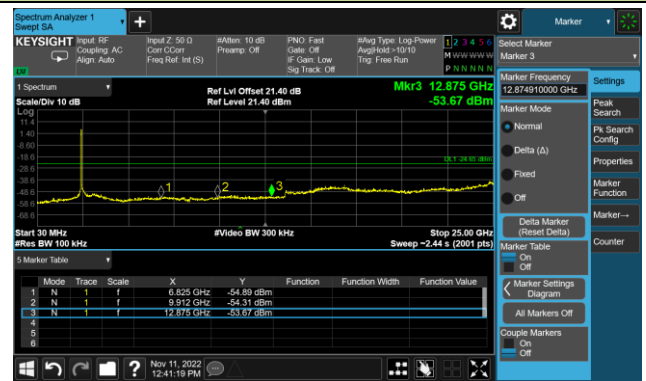 Spectrum Analyzer 1
Swept SA
Marker
KEYSIGHT
Input: RF
Coupling: AC
Align: Auto
Input Z: 50 Ω
Corr CCorr
Freq Ref: Int (S)
#Atten: 10 dB
Preamp: Off
PNO: Fast
Gate: Off
IF Gain: Low
Sig Track: Off
#Avg Type: Log-Power
Avg|Hold:>10/10
Trig: Free Run
1 2 3 4 5 6
M W W W W W
P N N N N N
Select Marker
Marker 3
1 Spectrum
Scale/Div 10 dB
Log
Ref Lvl Offset 21.40 dB
Ref Level 21.40 dBm
Mkr3 12.875 GHz
-53.67 dBm
11.4
1.40
-8.60
-18.6
-28.6
-38.6
-48.6
-58.6
-68.6
DL1 -24.65 dBm
1
2
3
Start 30 MHz
#Res BW 100 kHz
#Video BW 300 kHz
Stop 25.00 GHz
Sweep ~2.44 s (2001 pts)
5 Marker Table
Mode Trace Scale X Y Function Function Width Function Value
1 N 1 f 6.825 GHz -54.89 dBm
2 N 1 f 9.912 GHz -54.31 dBm
3 N 1 f 12.875 GHz -53.67 dBm
4
5
6
Marker Frequency
12.874910000 GHz
Marker Mode
Normal
Delta (Δ)
Fixed
Off
Delta Marker
(Reset Delta)
Marker Table
On
Off
Marker Settings
Diagram
All Markers Off
Couple Markers
On
Off
Settings
Peak
Search
Pk Search
Config
Properties
Marker
Function
Marker→
Counter
?
Nov 11, 2022
12:41:19 PM